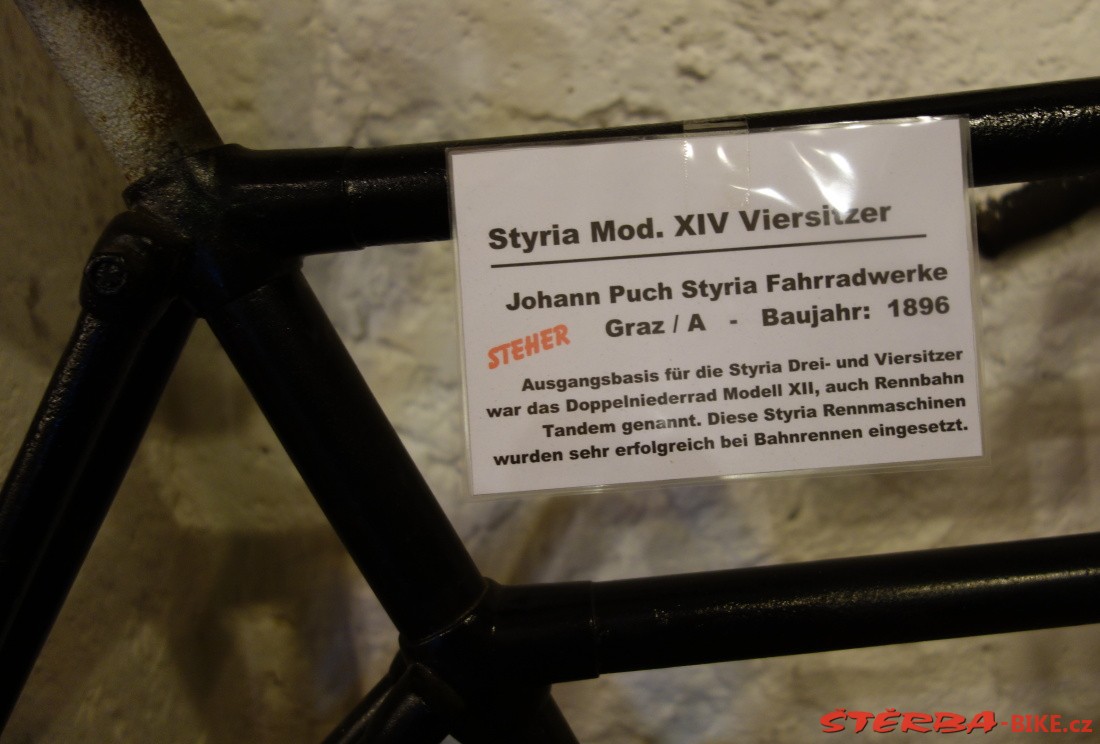 Styria Mod. XIV Viersitzer
Johann Puch Styria Fahrradwerke
Graz / A - Baujahr: 1896
STEHER
Ausgangsbasis für die Styria Drei- und Viersitzer
war das Doppelniederrad Modell XII, auch Rennbahn
Tandem genannt. Diese Styria Rennmaschinen
wurden sehr erfolgreich bei Bahnrennen eingesetzt.
ŠTĚRBA-BIKE.cz